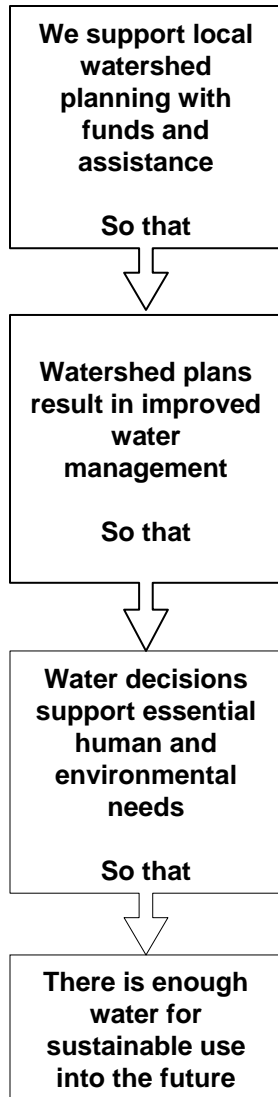 We support local
watershed
planning with
funds and
assistance
So that
Watershed plans
result in improved
water
management
So that
Water decisions
support essential
human and
environmental
needs
So that
There is enough
water for
sustainable use
into the future